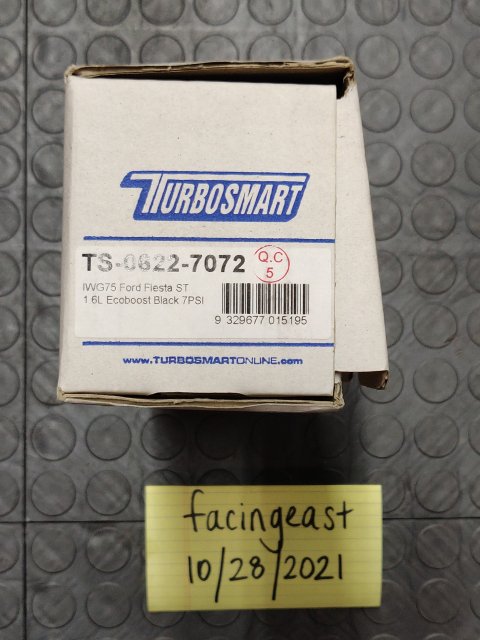 TURBOSMART
TS-0622-7072
Q.C
5
IWG75 Ford Fiesta ST
1.6L Ecoboost Black 7PSI
9 329677 015195
www.TURBOSMARTONLINE.com
facingeast
10/28/2021